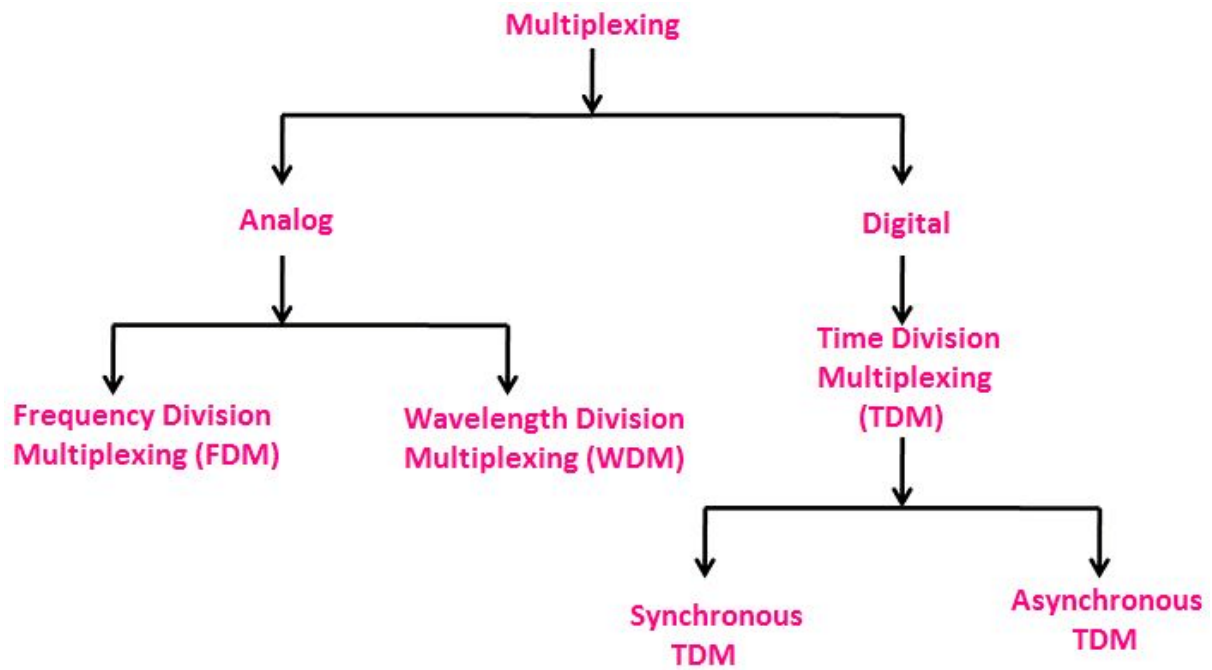 Multiplexing
Analog
Digital
Frequency Division
Multiplexing (FDM)
Wavelength Division
Multiplexing (WDM)
Time Division
Multiplexing
(TDM)
Synchronous
TDM
Asynchronous
TDM